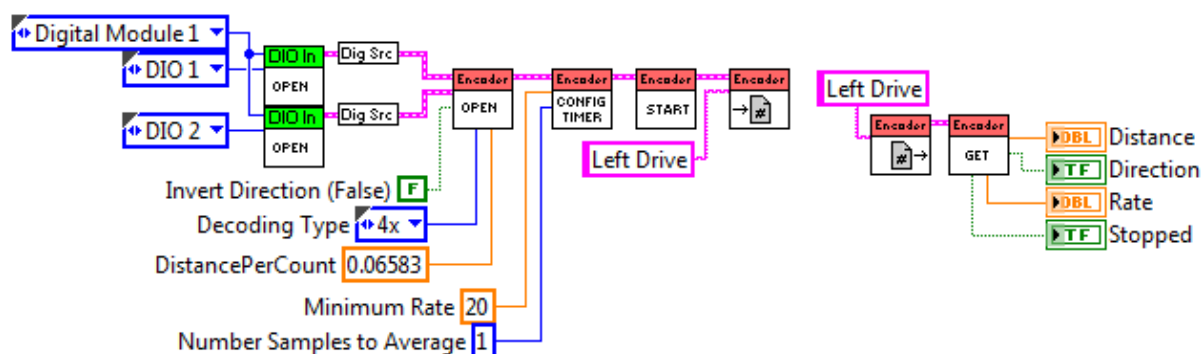 Digital Module 1
DIO In
Dig Src
DIO 1
OPEN
Encoder
Encoder
Encoder
Encoder
Left Drive
OPEN
CONFIG
TIMER
START
#
DIO In
Dig Src
DIO 2
OPEN
Encoder
Encoder
DBL
Distance
#
GET
TF
Direction
Left Drive
Invert Direction (False)
F
DBL
Rate
Decoding Type
4x
TF
Stopped
DistancePerCount
0.06583
Minimum Rate
20
Number Samples to Average
1